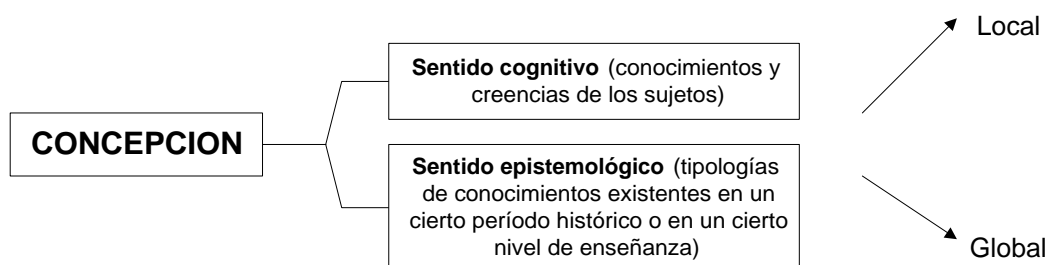 CONCEPCION
Sentido cognitivo (conocimientos y
creencias de los sujetos)
Sentido epistemológico (tipologías
de conocimientos existentes en un
cierto período histórico o en un cierto
nivel de enseñanza)
Local
Global